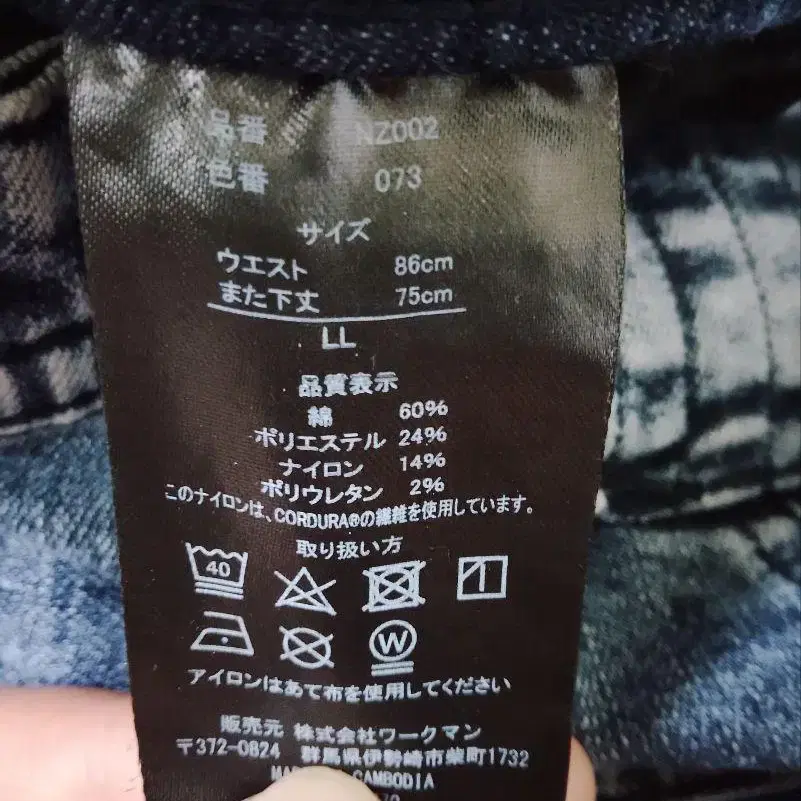 品番 NZ002
色番 073
サイズ
ウエスト 86cm
また下丈 75cm
LL
品質表示
綿 60%
ポリエステル 24%
ナイロン 14%
ポリウレタン 2%
このナイロンは、CORDURA®の繊維を使用しています。
取り扱い方
40
W
アイロンはあて布を使用してください
販売元 株式会社ワークマン
〒372-0824 群馬県伊勢崎市柴町1732
CAMBODIA